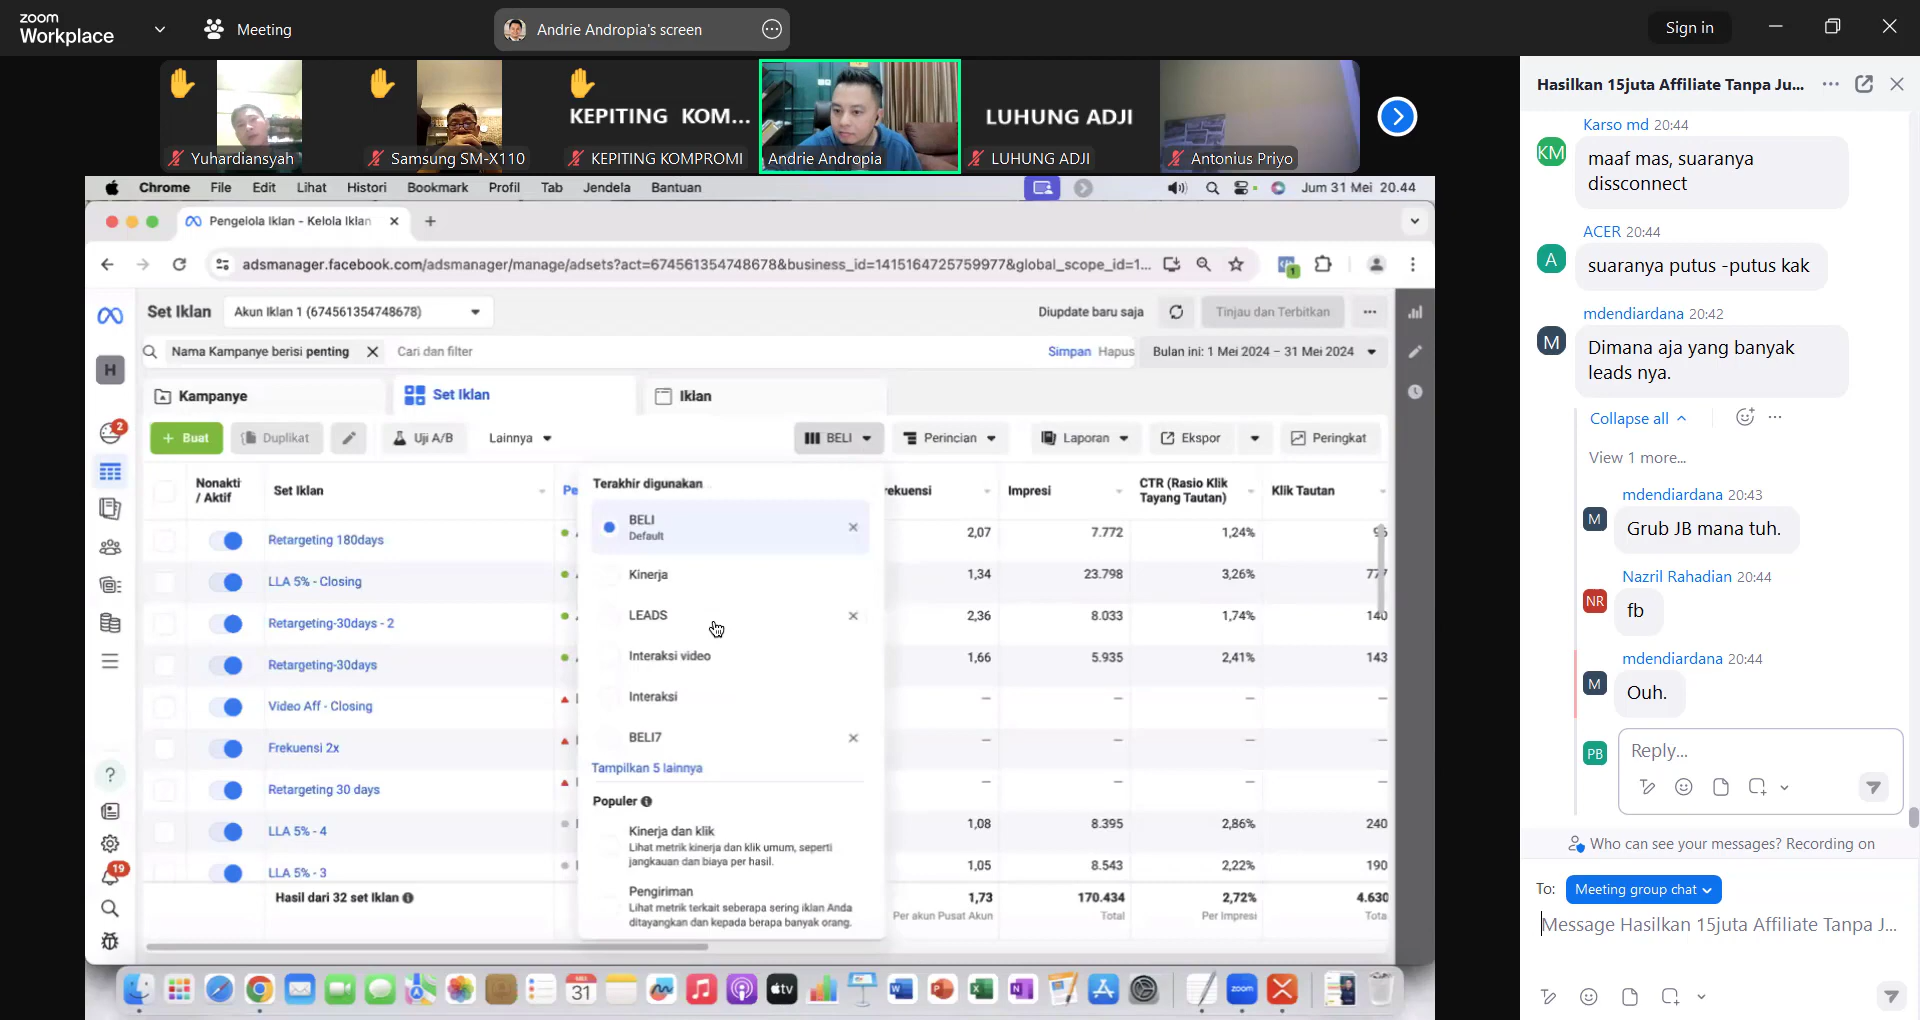 zoom
Workplace
Meeting
Andrie Andropia's screen
Sign in
Yuhardiansyah
Samsung SM-X110
KEPITING KOM...
KEPITING KOMPROMI
Andrie Andropia
LUHUNG ADJI
LUHUNG ADJI
Antonius Priyo
Chrome File Edit Lihat Histori Bookmark Profil Tab Jendela Bantuan
Jum 31 Mei 20.44
Pengelola Iklan - Kelola Iklan
adsmanager.facebook.com/adsmanager/manage/adsets?act=674561354748678&business_id=1415164725759977&global_scope_id=1...
1
Set Iklan
Akun Iklan 1 (674561354748678)
Diupdate baru saja
Tinjau dan Terbitkan
Nama Kampanye berisi penting
Cari dan filter
Simpan Hapus
Bulan ini: 1 Mei 2024 – 31 Mei 2024
H
Kampanye
Set Iklan
Iklan
2
+ Buat
Duplikat
Uji A/B
Lainnya
BELI
Perincian
Laporan
Ekspor
Peringkat
Nonakti
/ Aktif
Set Iklan
Pe
rekuensi
Impresi
CTR (Rasio Klik
Tayang Tautan)
Klik Tautan
Retargeting 180days
2,07 7.772 1,24%
LLA 5% - Closing
1,34 23.798 3,26% 777
Retargeting-30days - 2
2,36 8.033 1,74% 140
Retargeting-30days
1,66 5.935 2,41% 143
Video Aff - Closing
— — — —
Frekuensi 2x
— — — —
Retargeting 30 days
— — — —
LLA 5% - 4
1,08 8.395 2,86% 240
LLA 5% - 3
1,05 8.543 2,22% 190
Hasil dari 32 set Iklan
1,73 170.434 2,72% 4.630
Per akun Pusat Akun Total Per Impresi Tota
Terakhir digunakan
BELI
Default
Kinerja
LEADS
Interaksi video
Interaksi
BELI7
Tampilkan 5 lainnya
Populer
Kinerja dan klik
Lihat metrik kinerja dan klik umum, seperti
jangkauan dan biaya per hasil.
Pengiriman
Lihat metrik terkait seberapa sering iklan Anda
ditayangkan dan kepada berapa banyak orang.
?
19
31
tv
zoom
Hasilkan 15juta Affiliate Tanpa Ju...
Karso md 20:44
KM
maaf mas, suaranya
dissconnect
ACER 20:44
A
suaranya putus -putus kak
mdendiardana 20:42
M
Dimana aja yang banyak
leads nya.
Collapse all
View 1 more...
mdendiardana 20:43
M
Grub JB mana tuh.
Nazril Rahadian 20:44
NR
fb
mdendiardana 20:44
M
Ouh.
PB
Reply...
Who can see your messages? Recording on
To: Meeting group chat
Message Hasilkan 15juta Affiliate Tanpa J...